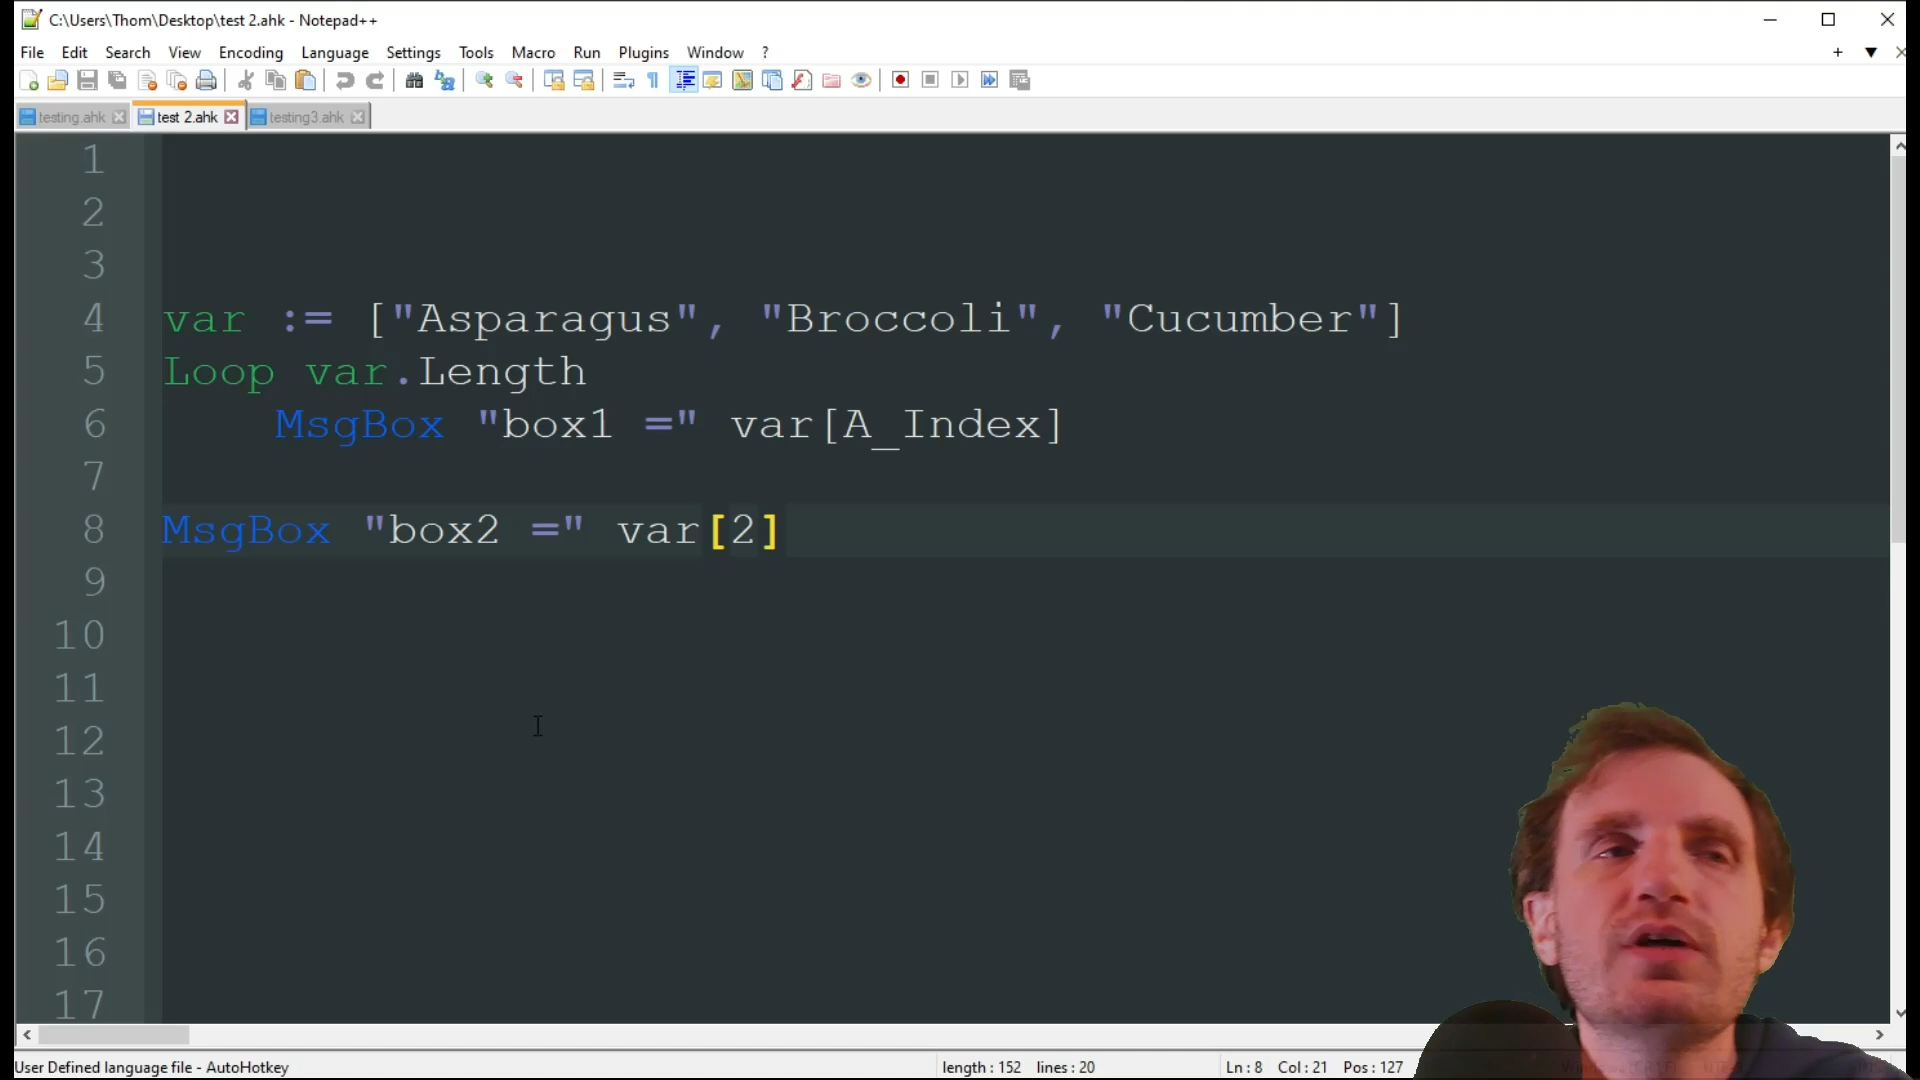 C:\Users\Thom\Desktop\test 2.ahk - Notepad++
File Edit Search View Encoding Language Settings Tools Macro Run Plugins Window ?
testing.ahk test 2.ahk testing3.ahk
1
2
3
4 var := ["Asparagus", "Broccoli", "Cucumber"]
5 Loop var.Length
6 MsgBox "box1 =" var[A_Index]
7
8 MsgBox "box2 =" var[2]
9
10
11
12
13
14
15
16
17
User Defined language file - AutoHotkey length : 152 lines : 20 Ln : 8 Col : 21 Pos : 127